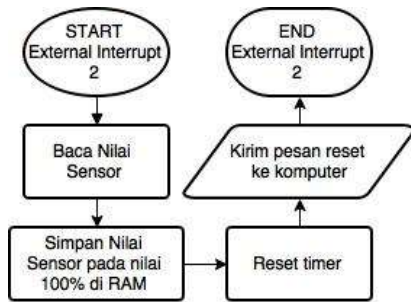 START
External Interrupt
2
Baca Nilai
Sensor
Simpan Nilai
Sensor pada nilai
100% di RAM
Reset timer
Kirim pesan reset
ke komputer
END
External Interrupt
2